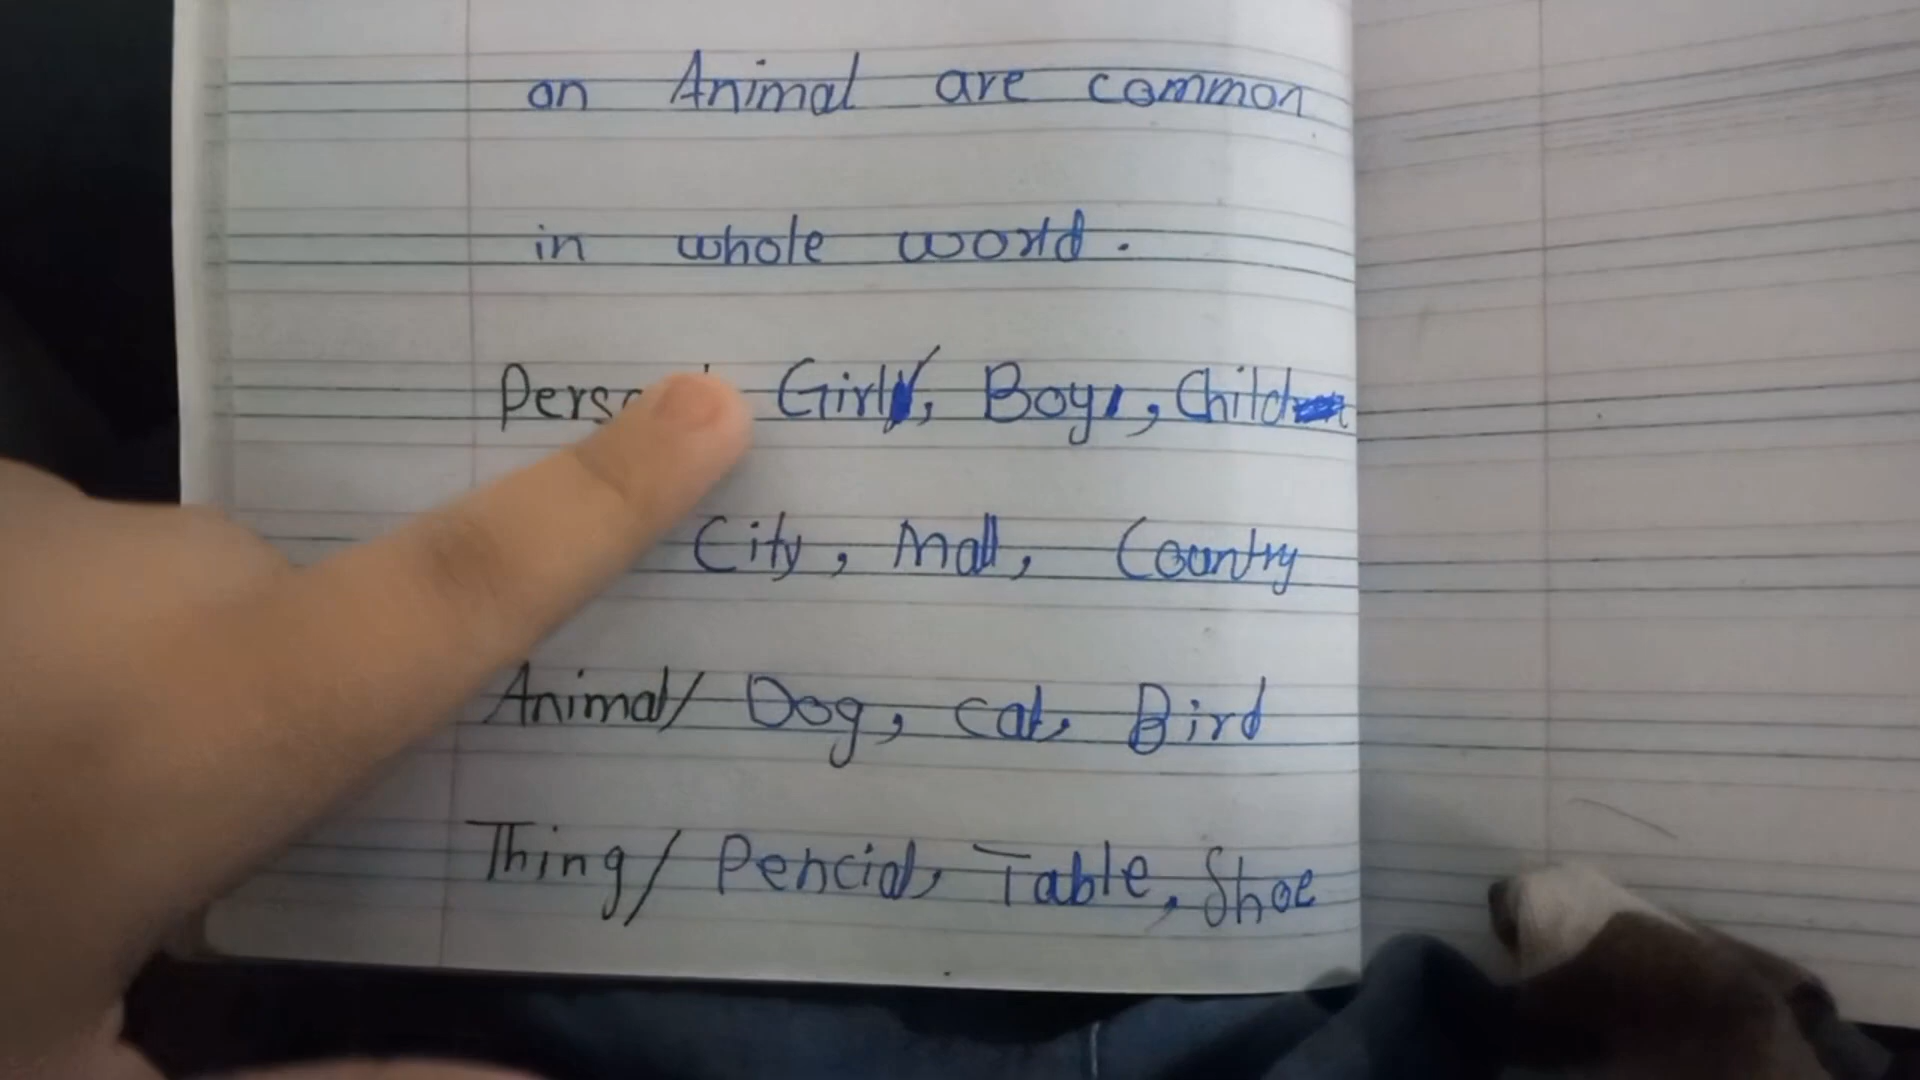 an Animal are common
in whole world.
Girl, Boy, Child
City, Mall, Country
Animal/ Dog, Cat, Bird
Thing/ Pencial, Table, Shoe